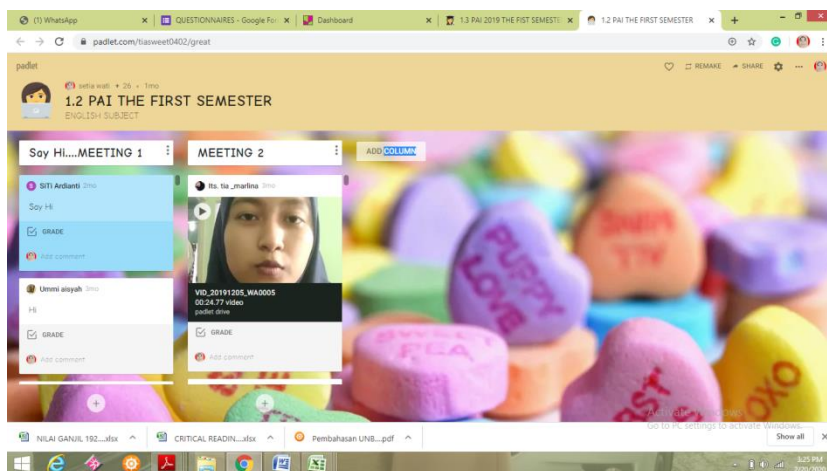 (1) WhatsApp
QUESTIONNAIRES - Google For
Dashboard
1.3 PAI 2019 THE FIST SEMESTE
1.2 PAI THE FIRST SEMESTER
padlet.com/tiasweet0402/great
padlet
REMAKE
SHARE
setia wati + 26 • 1mo
1.2 PAI THE FIRST SEMESTER
ENGLISH SUBJECT
Say Hi....MEETING 1
MEETING 2
ADD COLUMN
SiTi Ardianti 2mo
Say Hi
GRADE
Add comment
Ummi aisyah 3mo
Hi
GRADE
Add comment
Its. tia _marlina 3mo
VID_20191205_WA0005
00:24.77 video
padlet drive
GRADE
Add comment
PUPPY
LOVE
Activate Windows
Go to PC settings to activate Windows.
NILAI GANJIL 192....xlsx
CRITICAL READIN....xlsx
Pembahasan UNB....pdf
Show all
3:25 PM